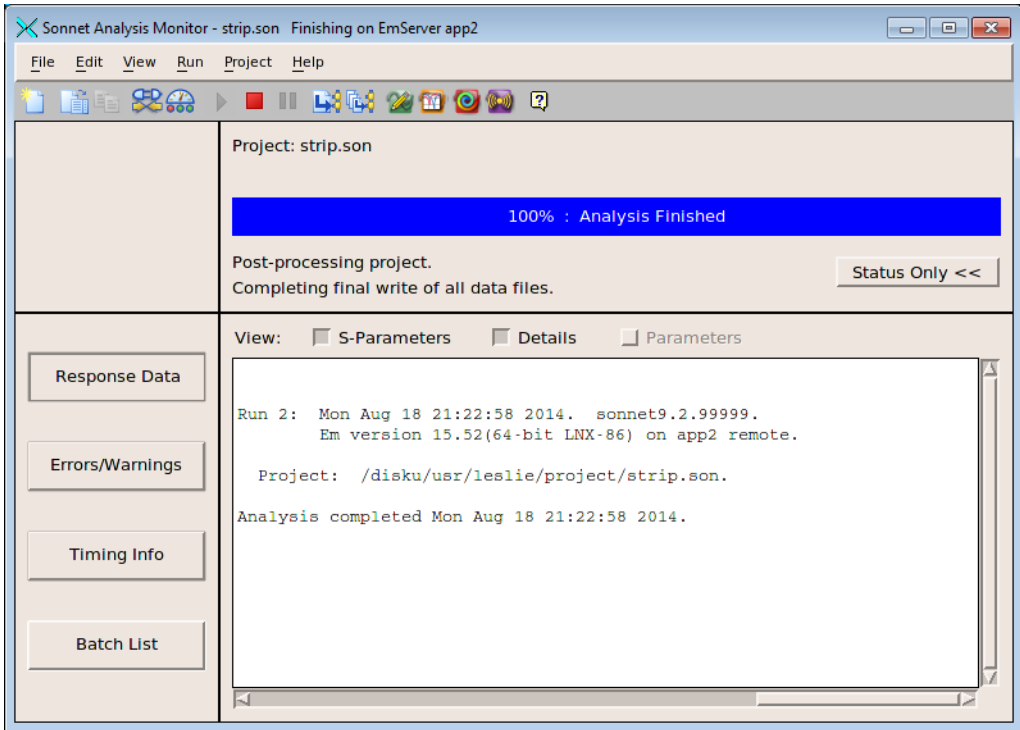 Sonnet Analysis Monitor - strip.son Finishing on EmServer app2
File Edit View Run Project Help
Project: strip.son
100% : Analysis Finished
Post-processing project.
Completing final write of all data files.
Status Only <<
View: S-Parameters Details Parameters
Response Data
Errors/Warnings
Timing Info
Batch List
Run 2: Mon Aug 18 21:22:58 2014. sonnet9.2.99999.
Em version 15.52(64-bit LNX-86) on app2 remote.
Project: /disku/usr/leslie/project/strip.son.
Analysis completed Mon Aug 18 21:22:58 2014.